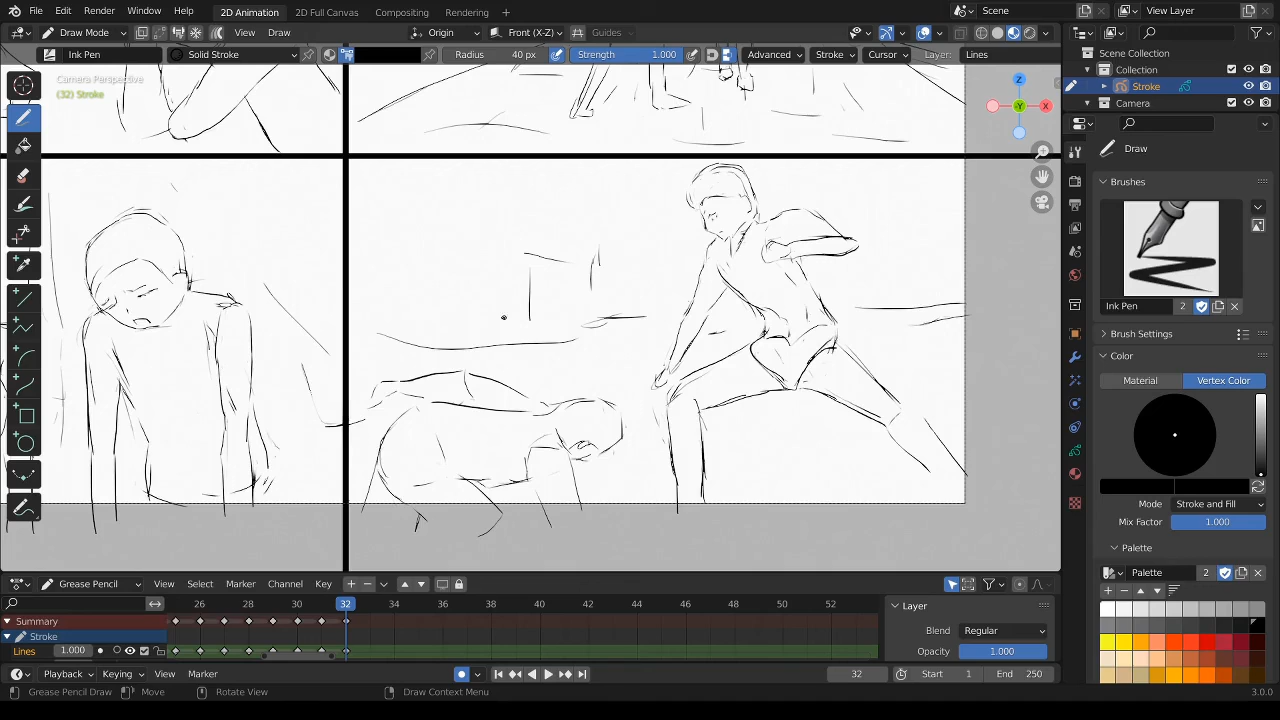 File Edit Render Window Help 2D Animation 2D Full Canvas Compositing Rendering + Scene View Layer
Draw Mode View Draw Origin Front (X-Z) Guides
Ink Pen Solid Stroke Radius 40 px Strength 1.000 Advanced Stroke Cursor Layer: Lines
Camera Perspective
(32) Stroke
Z
Y
X
Scene Collection
Collection
Stroke
Camera
Draw
Brushes
Ink Pen 2
Brush Settings
Color
Material Vertex Color
Mode Stroke and Fill
Mix Factor 1.000
Palette
Palette 2
Grease Pencil View Select Marker Channel Key
26 28 30 32 34 36 38 40 42 44 46 48 50 52
Summary
Stroke
Lines 1.000
Layer
Blend Regular
Opacity 1.000
Playback Keying View Marker 32 Start 1 End 250
Grease Pencil Draw Move Rotate View Draw Context Menu 3.0.0